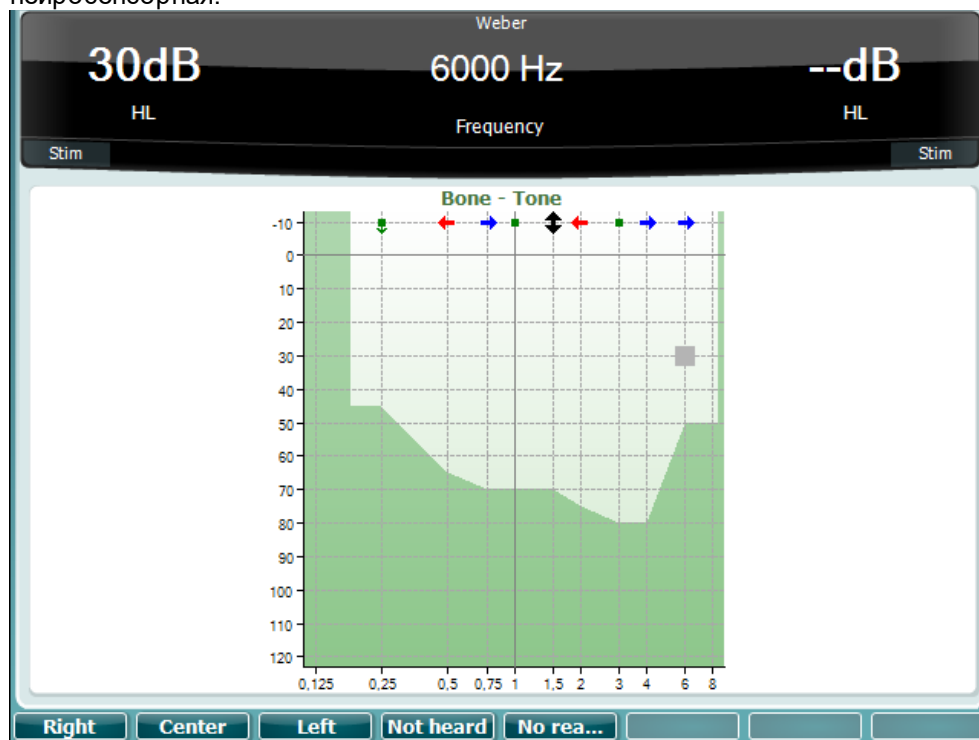 нейросенсорная.
Weber
30dB 6000 Hz --dB
HL Frequency HL
Stim Stim
Bone - Tone
-10
0
10
20
30
40
50
60
70
80
90
100
110
120
0,125 0,25 0,5 0,75 1 1,5 2 3 4 6 8
Right Center Left Not heard No rea...